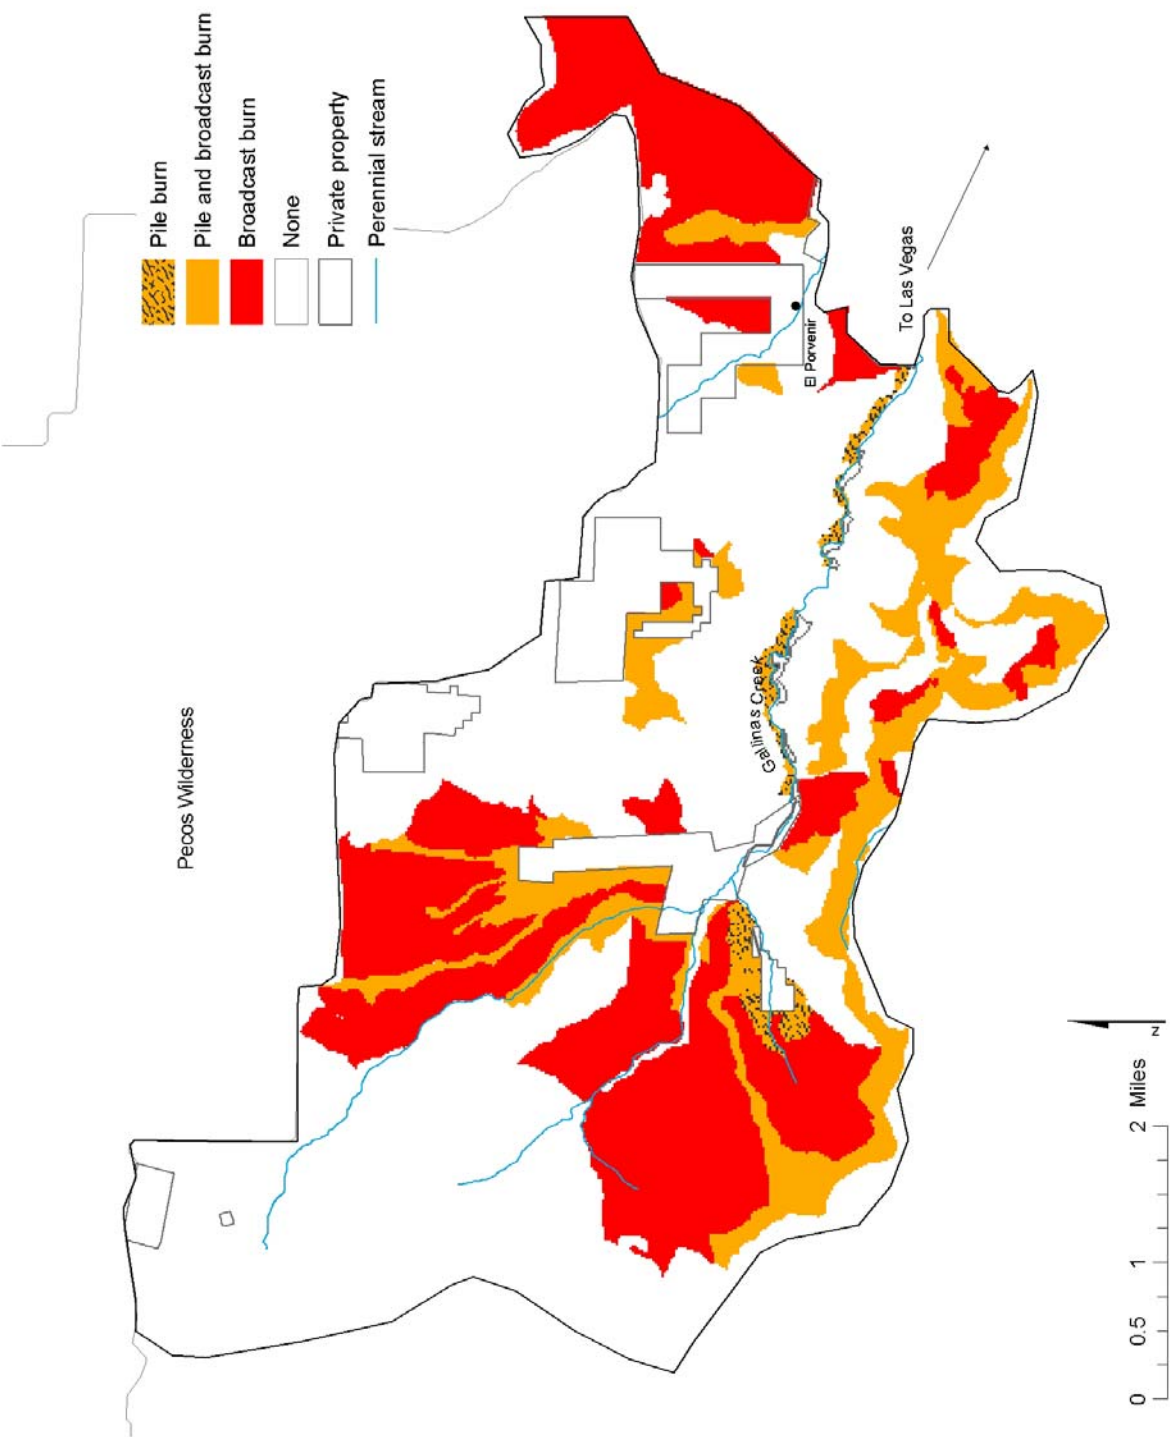 Pile burn
Pile and broadcast burn
Broadcast burn
None
Private property
Perennial stream
Pecos Wilderness
To Las Vegas
El Porvenir
Gallinas Creek
N
0 0.5 1 2 Miles